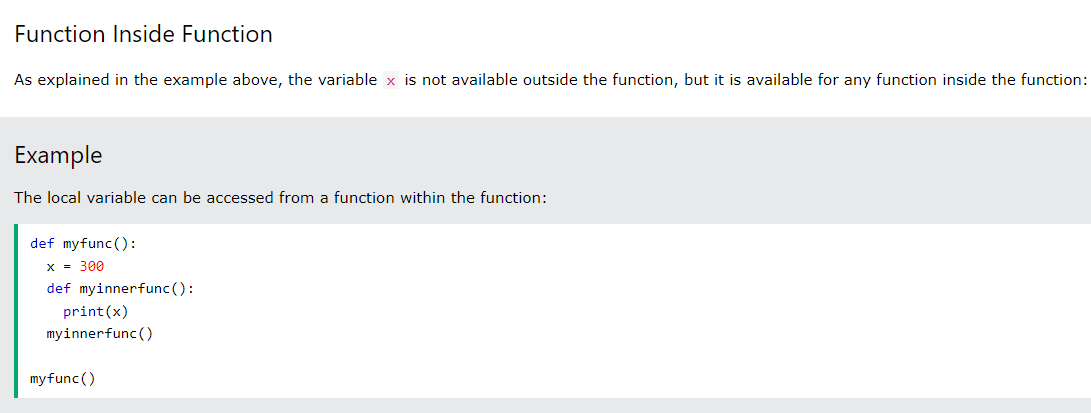 Function Inside Function
As explained in the example above, the variable x is not available outside the function, but it is available for any function inside the function:
Example
The local variable can be accessed from a function within the function:
def myfunc():
  x = 300
  def myinnerfunc():
    print(x)
  myinnerfunc()

myfunc()